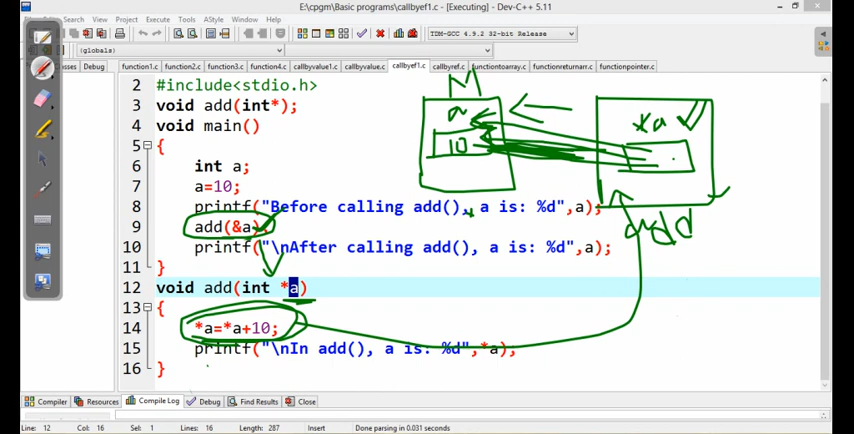 E:\cpgm\Basic programs\callbyef1.c - [Executing] - Dev-C++ 5.11
Project Execute Tools AStyle Window Help
TDM-GCC 4.9.2 32-bit Release
(globals)
Classes Debug function1.c function2.c function3.c function4.c callbyvalue1.c callbyvalue.c callbyef1.c callbyref.c functiontoarray.c functionreturnarr.c functionpointer.c
2 #include<stdio.h>
3 void add(int*);
4 void main()
5 {
6 int a;
7 a=10;
8 printf("Before calling add(), a is: %d",a);
9 add(&a);
10 printf("\nAfter calling add(), a is: %d",a);
11 }
12 void add(int *a)
13 {
14 *a=*a+10;
15 printf("\nIn add(), a is: %d",*a);
16 }
M
a
10
*a
add
Compiler Resources Compile Log Debug Find Results Close
Line: 12 Col: 16 Sel: 1 Lines: 16 Length: 287 Insert Done parsing in 0.031 seconds